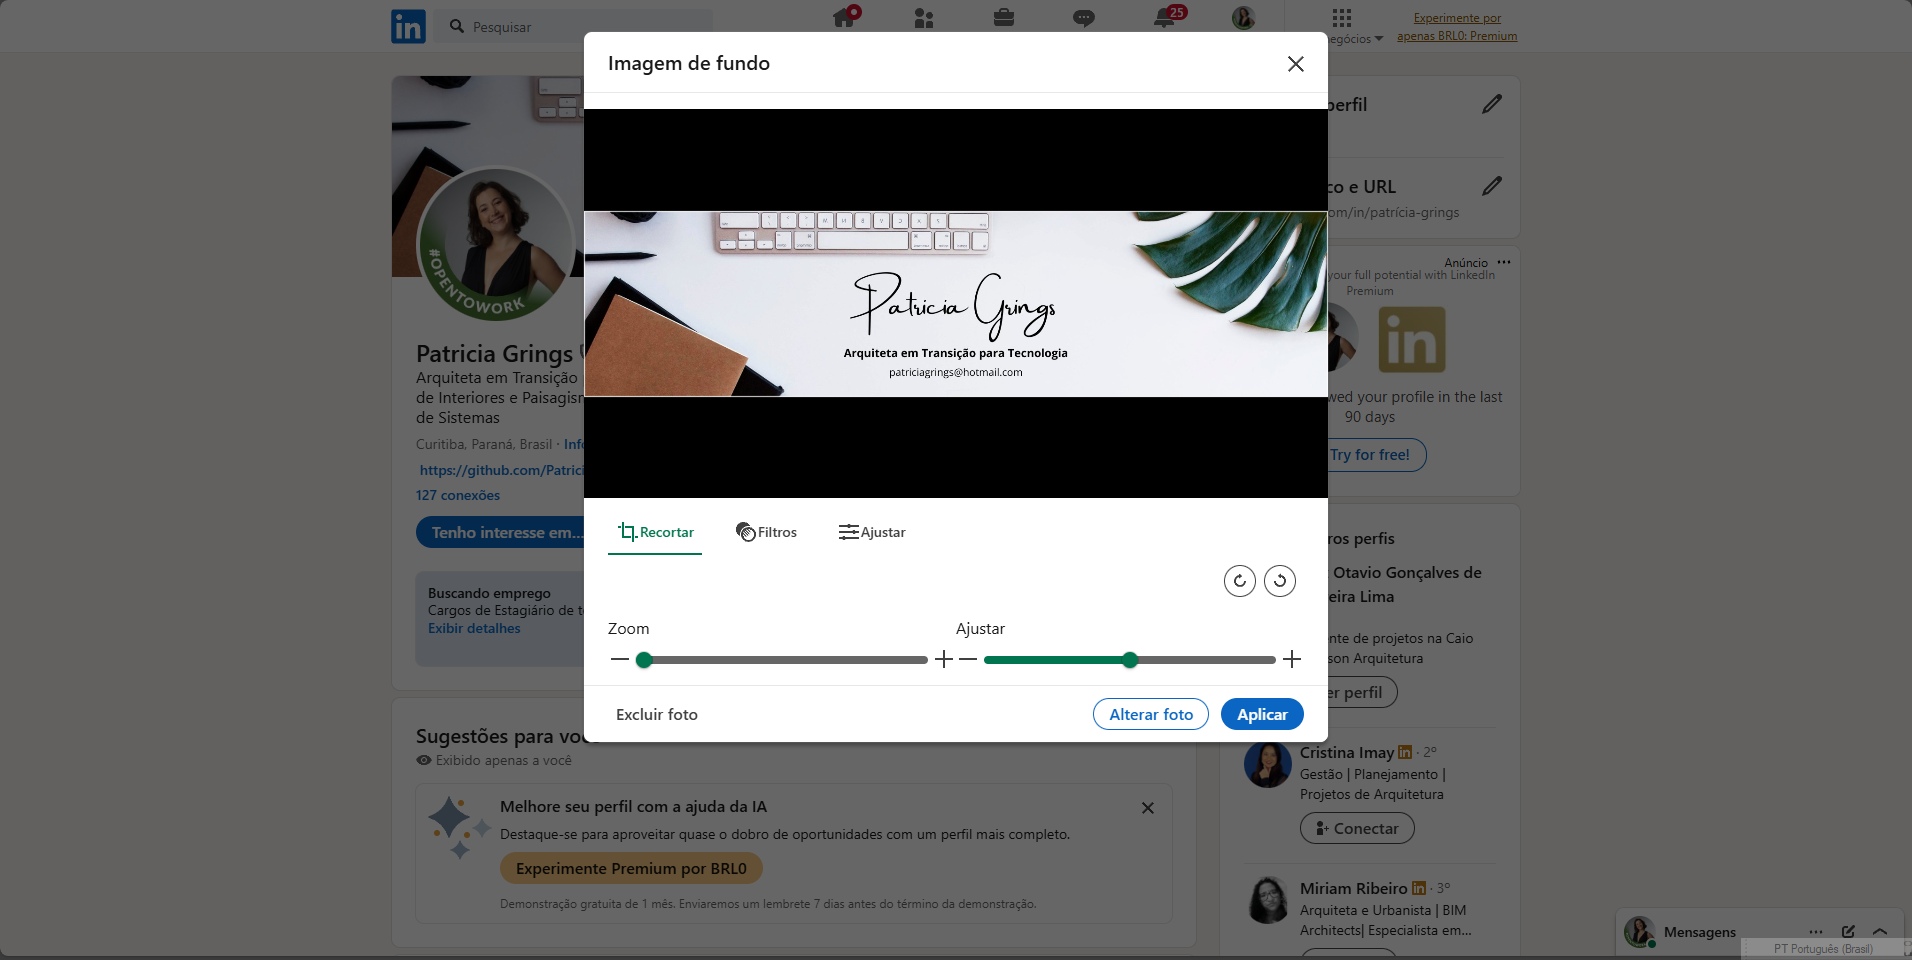 in
Pesquisar
25
egócios
Experimente por
apenas BRL0: Premium
Imagem de fundo
Patricia Grings
Arquiteta em Transição para Tecnologia
patriciagrings@hotmail.com
Recortar
Filtros
Ajustar
Zoom
Ajustar
Excluir foto
Alterar foto
Aplicar
#OPENTOWORK
Patricia Grings
Arquiteta em Transição
de Interiores e Paisagis
de Sistemas
Curitiba, Paraná, Brasil · Info
https://github.com/Patrici
127 conexões
Tenho interesse em...
Buscando emprego
Cargos de Estagiário de t
Exibir detalhes
Sugestões para você
Exibido apenas a você
Melhore seu perfil com a ajuda da IA
Destaque-se para aproveitar quase o dobro de oportunidades com um perfil mais completo.
Experimente Premium por BRL0
Demonstração gratuita de 1 mês. Enviaremos um lembrete 7 dias antes do término da demonstração.
perfil
co e URL
om/in/patrícia-grings
Anúncio
your full potential with LinkedIn
Premium
in
wed your profile in the last
90 days
Try for free!
ros perfis
Otavio Gonçalves de
eira Lima
nte de projetos na Caio
son Arquitetura
er perfil
Cristina Imay in · 2º
Gestão | Planejamento |
Projetos de Arquitetura
Conectar
Miriam Ribeiro in · 3º
Arquiteta e Urbanista | BIM
Architects| Especialista em...
Mensagens
PT Português (Brasil)